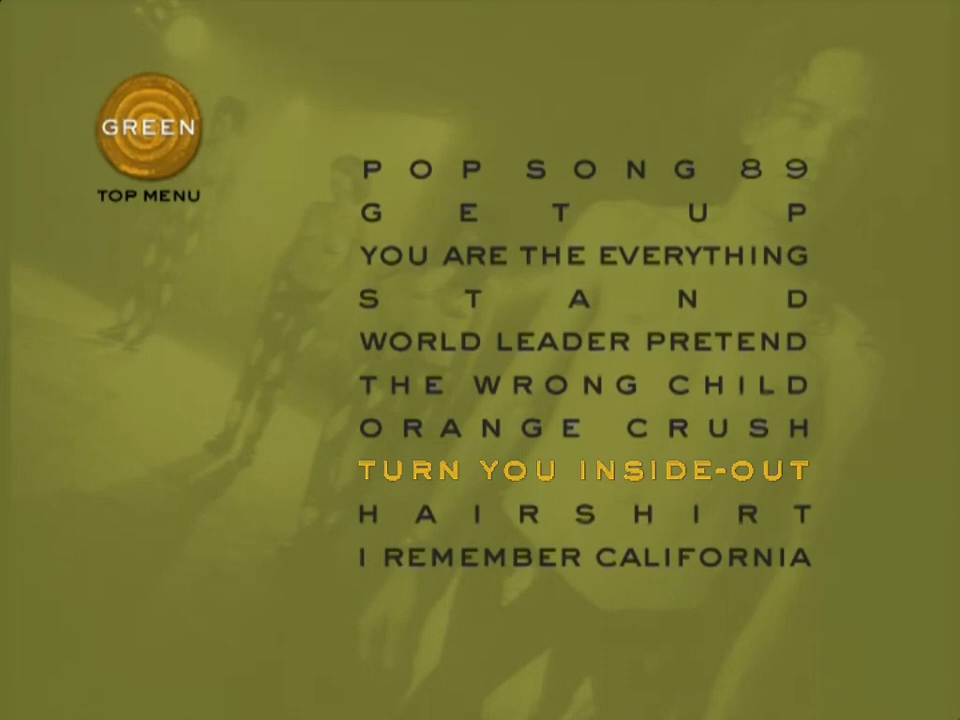 GREEN
TOP MENU
POP SONG 89
GET UP
YOU ARE THE EVERYTHING
STAND
WORLD LEADER PRETEND
THE WRONG CHILD
ORANGE CRUSH
TURN YOU INSIDE-OUT
HAIRSHIRT
I REMEMBER CALIFORNIA